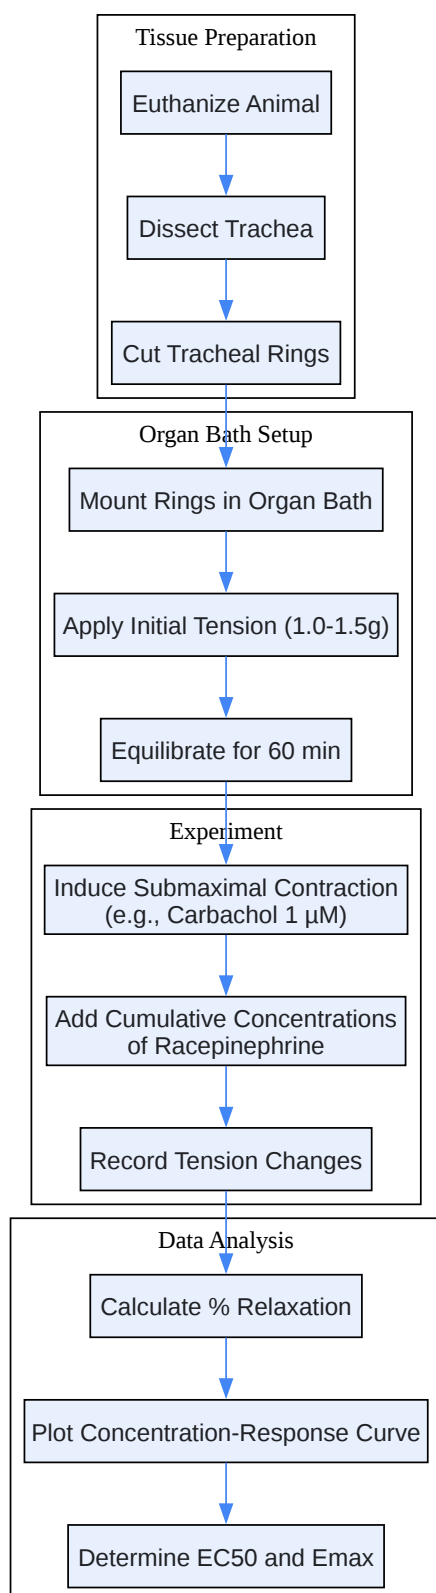 Tissue Preparation
Euthanize Animal
Dissect Trachea
Cut Tracheal Rings
Organ Bath Setup
Mount Rings in Organ Bath
Apply Initial Tension (1.0-1.5g)
Equilibrate for 60 min
Experiment
Induce Submaximal Contraction
(e.g., Carbachol 1 µM)
Add Cumulative Concentrations
of Racepinephrine
Record Tension Changes
Data Analysis
Calculate % Relaxation
Plot Concentration-Response Curve
Determine EC50 and Emax